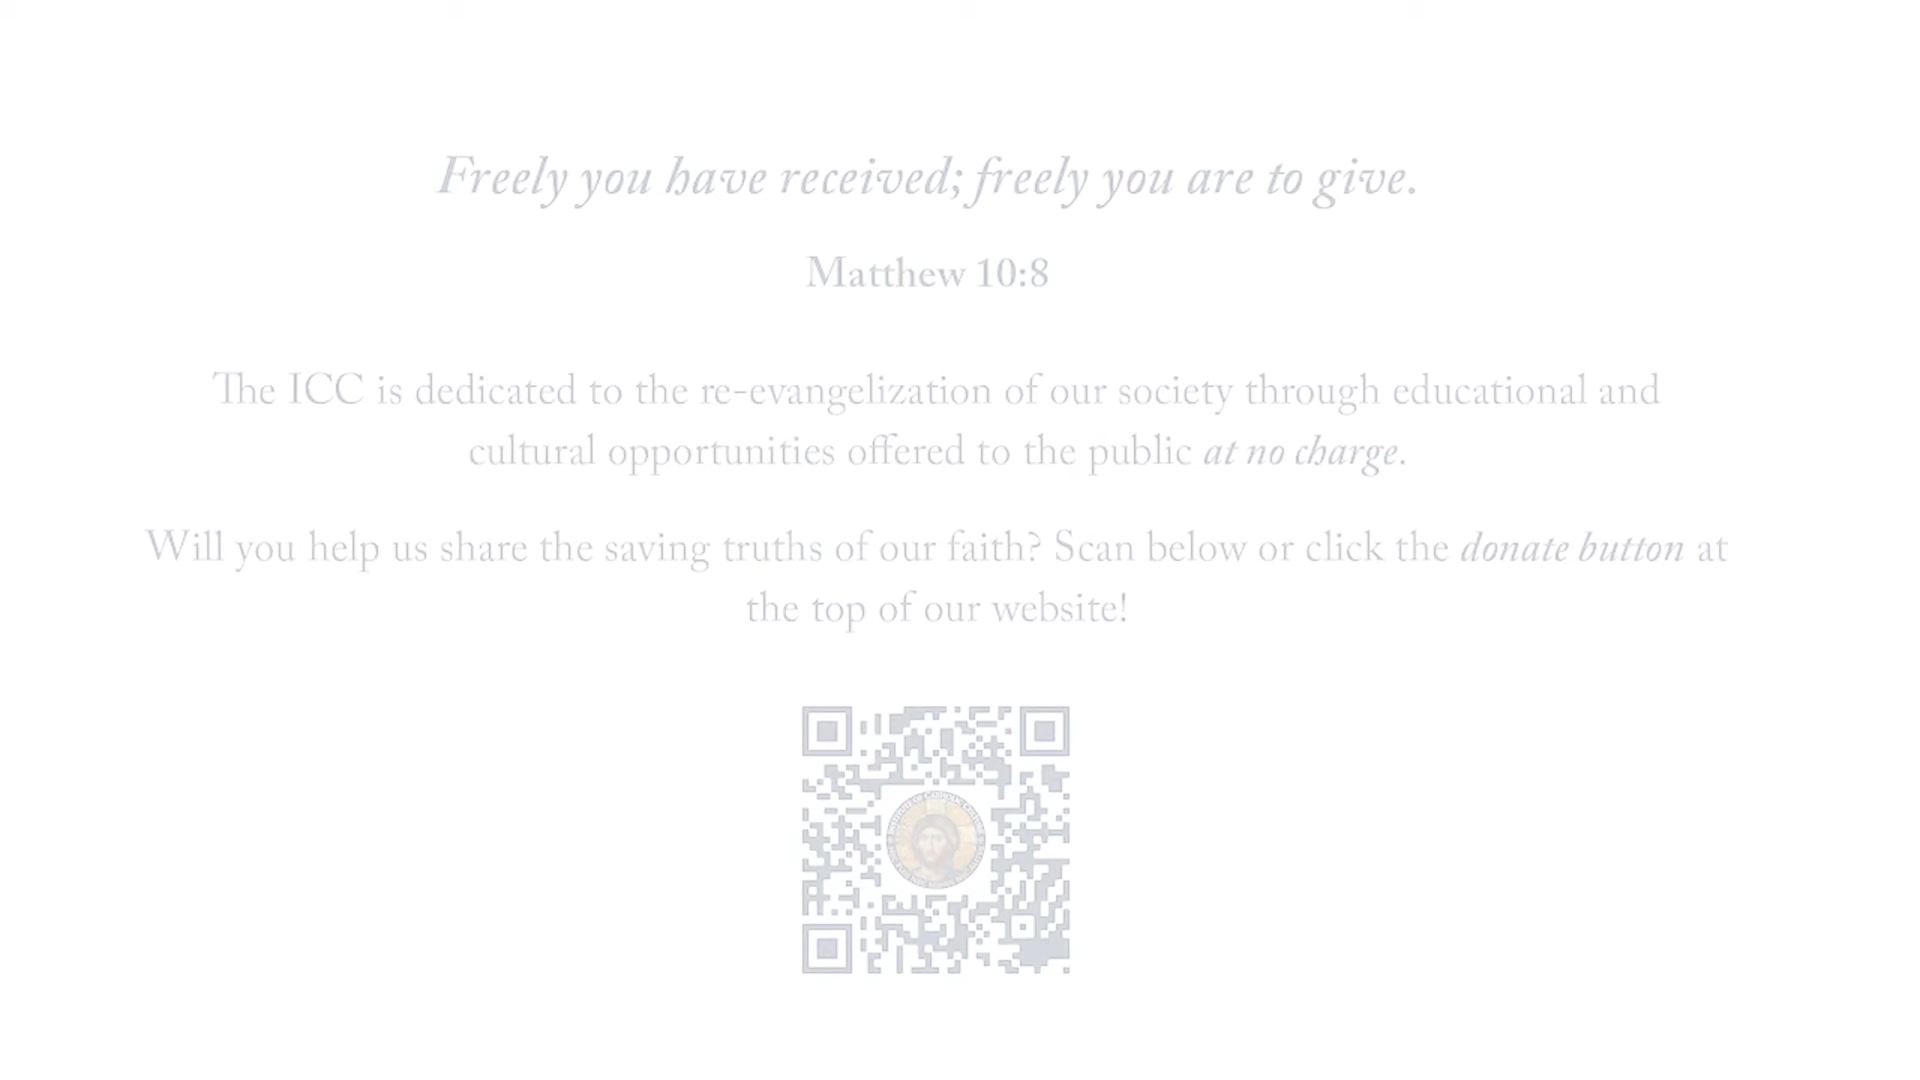 Freely you have received; freely you are to give.
Matthew 10:8
The ICC is dedicated to the re-evangelization of our society through educational and
cultural opportunities offered to the public at no charge.
Will you help us share the saving truths of our faith? Scan below or click the donate button at
the top of our website!